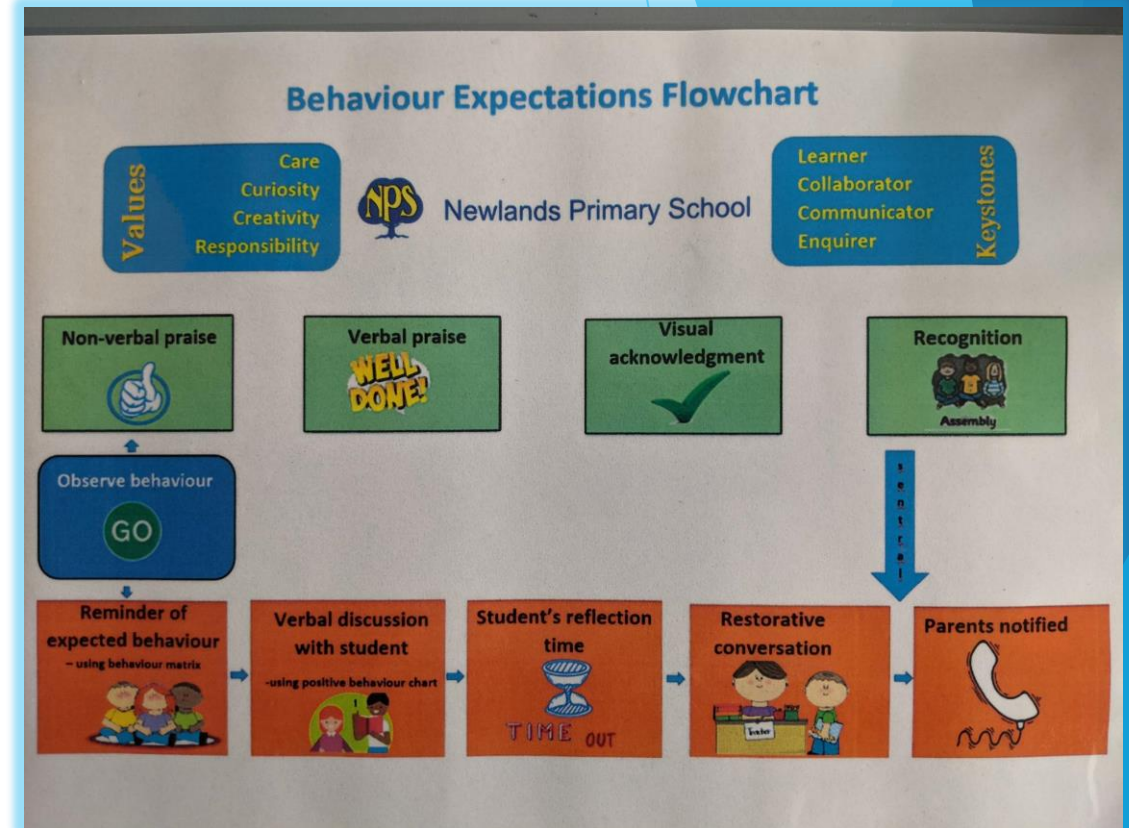 Behaviour Expectations Flowchart
Values
Care
Curiosity
Creativity
Responsibility
NPS
Newlands Primary School
Learner
Collaborator
Communicator
Enquirer
Keystones
Non-verbal praise
Verbal praise
WELL
DONE!
Visual
acknowledgment
Recognition
Assembly
Observe behaviour
GO
sentral
Reminder of
expected behaviour
– using behaviour matrix
Verbal discussion
with student
-using positive behaviour chart
Student's reflection
time
TIME OUT
Restorative
conversation
Teacher
Parents notified